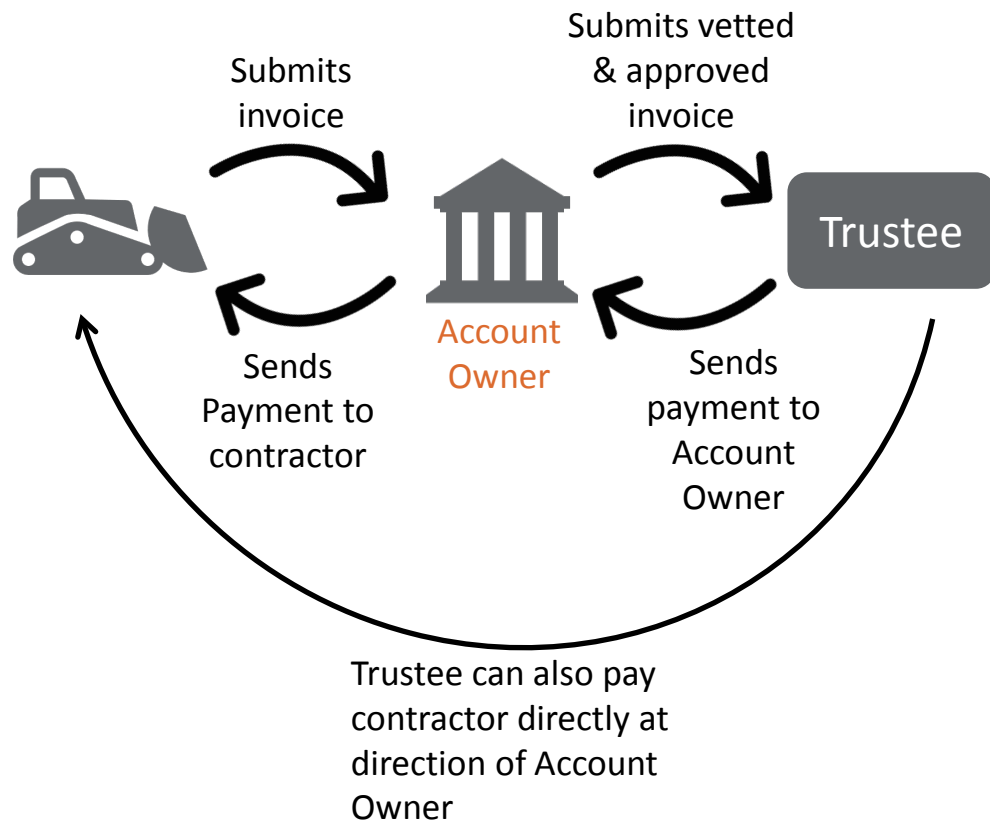 Submits
invoice
Submits vetted
& approved
invoice
Trustee
Account
Owner
Sends
Payment to
contractor
Sends
payment to
Account
Owner
Trustee can also pay
contractor directly at
direction of Account
Owner